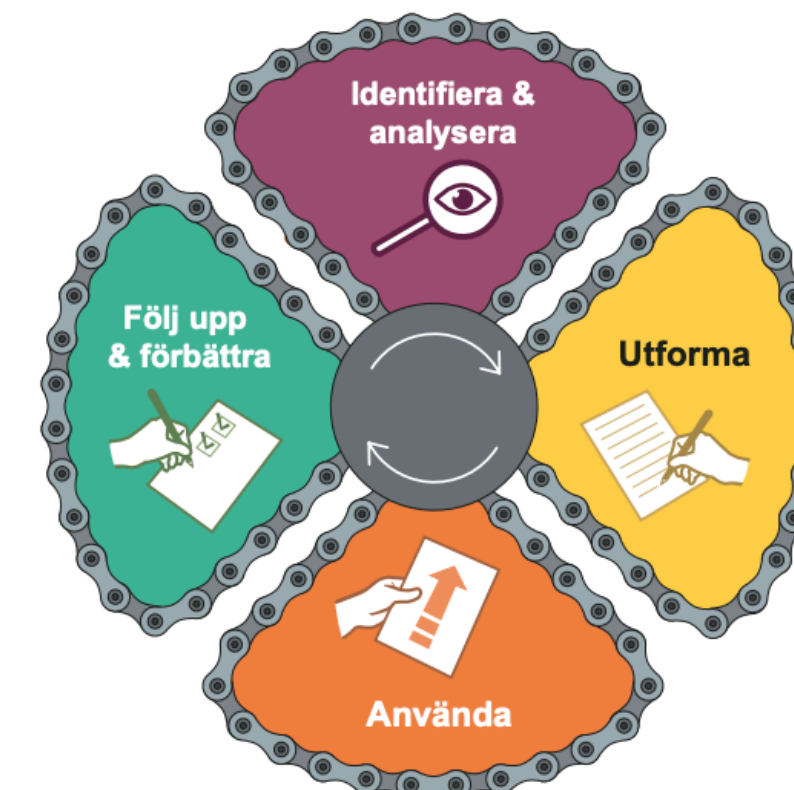 Identifiera &
analysera
Följ upp
& förbättra
Utforma
Använda